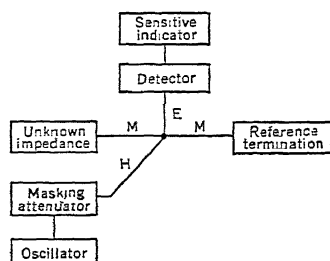 Sensitive
indicator
Detector
E
Unknown
impedance
M
M
Reference
termination
H
Masking
attenuator
Oscillator